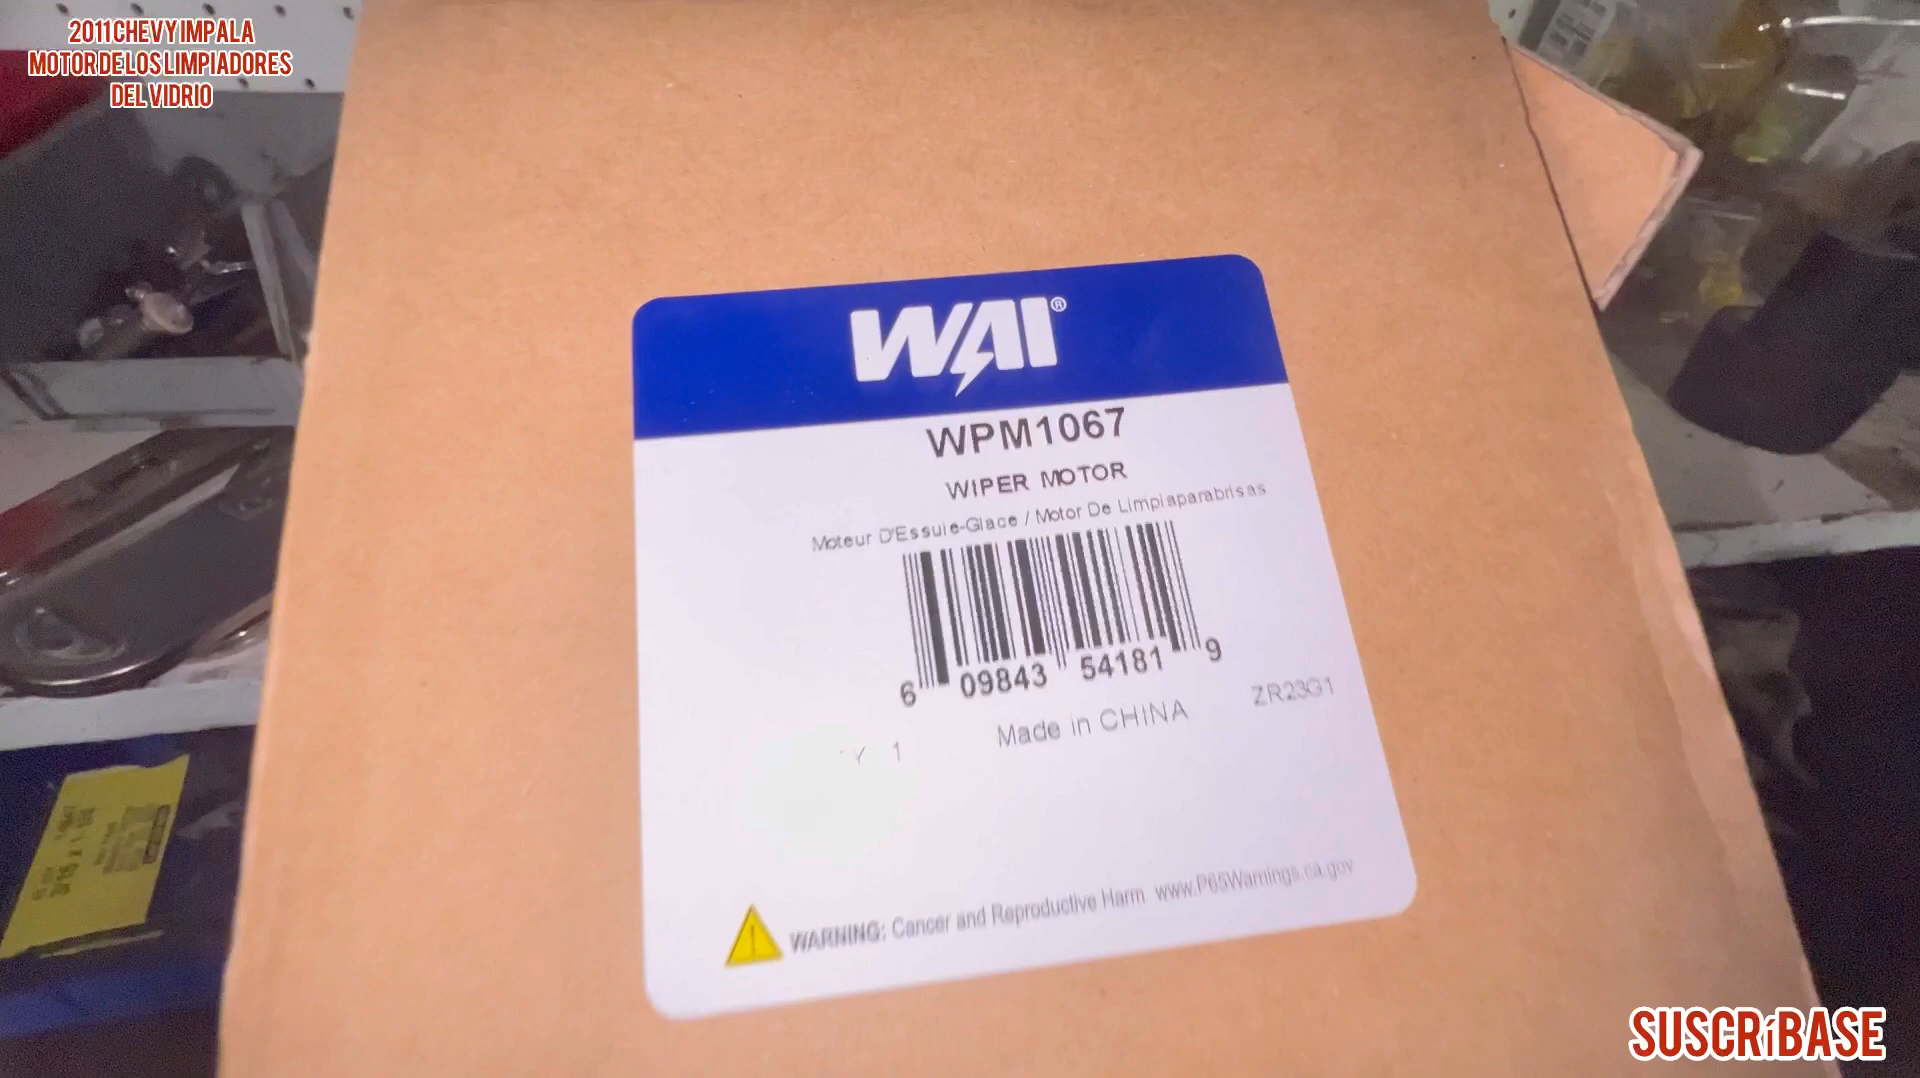 2011 CHEVY IMPALA
MOTOR DE LOS LIMPIADORES
DEL VIDRIO
WAI®
WPM1067
WIPER MOTOR
Moteur D'Essuie-Glace / Motor De Limpiaparabrisas
6 09843 54181 9
ZR23G1
Made in CHINA
Y 1
WARNING: Cancer and Reproductive Harm www.P65Warnings.ca.gov
SUSCRíBASE